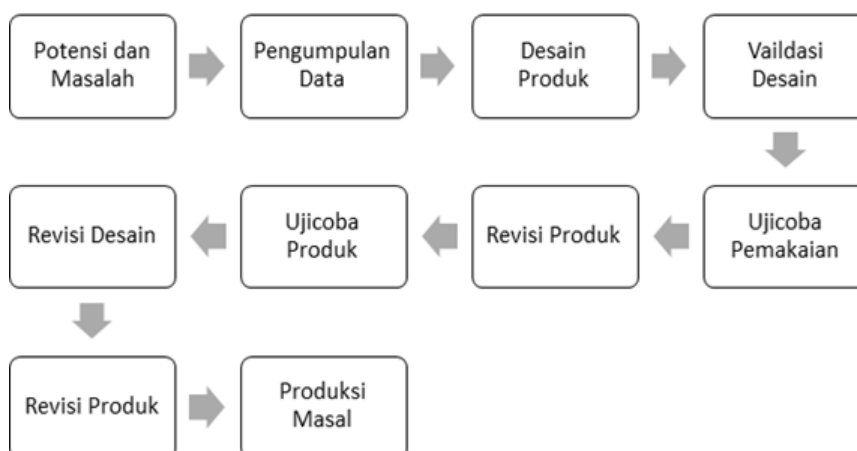 Potensi dan
Masalah
Pengumpulan
Data
Desain
Produk
Vaildasi
Desain
Revisi Desain
Ujicoba
Produk
Revisi Produk
Ujicoba
Pemakaian
Revisi Produk
Produksi
Masal